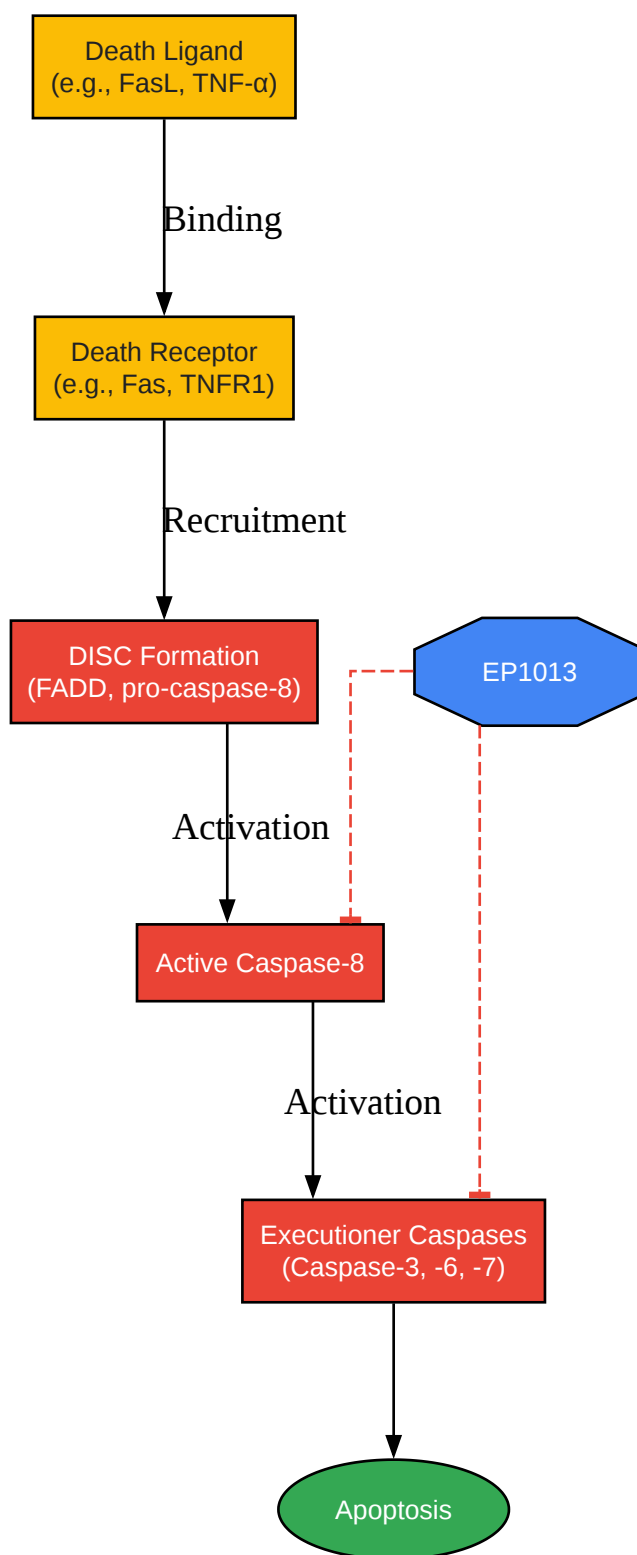 Death Ligand
(e.g., FasL, TNF-α)
Binding
Death Receptor
(e.g., Fas, TNFR1)
Recruitment
DISC Formation
(FADD, pro-caspase-8)
EP1013
Activation
Active Caspase-8
Activation
Executioner Caspases
(Caspase-3, -6, -7)
Apoptosis